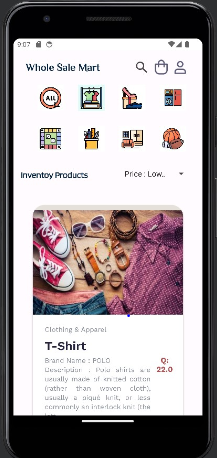 9:07
Whole Sale Mart
ALL
Inventoy Products
Price : Low..
Clothing & Apparel
T-Shirt
Brand Name : POLO
Q:
22.0
Description : Polo shirts are
usually made of knitted cotton
(rather than woven cloth),
usually a piqué knit, or less
commonly an interlock knit (the